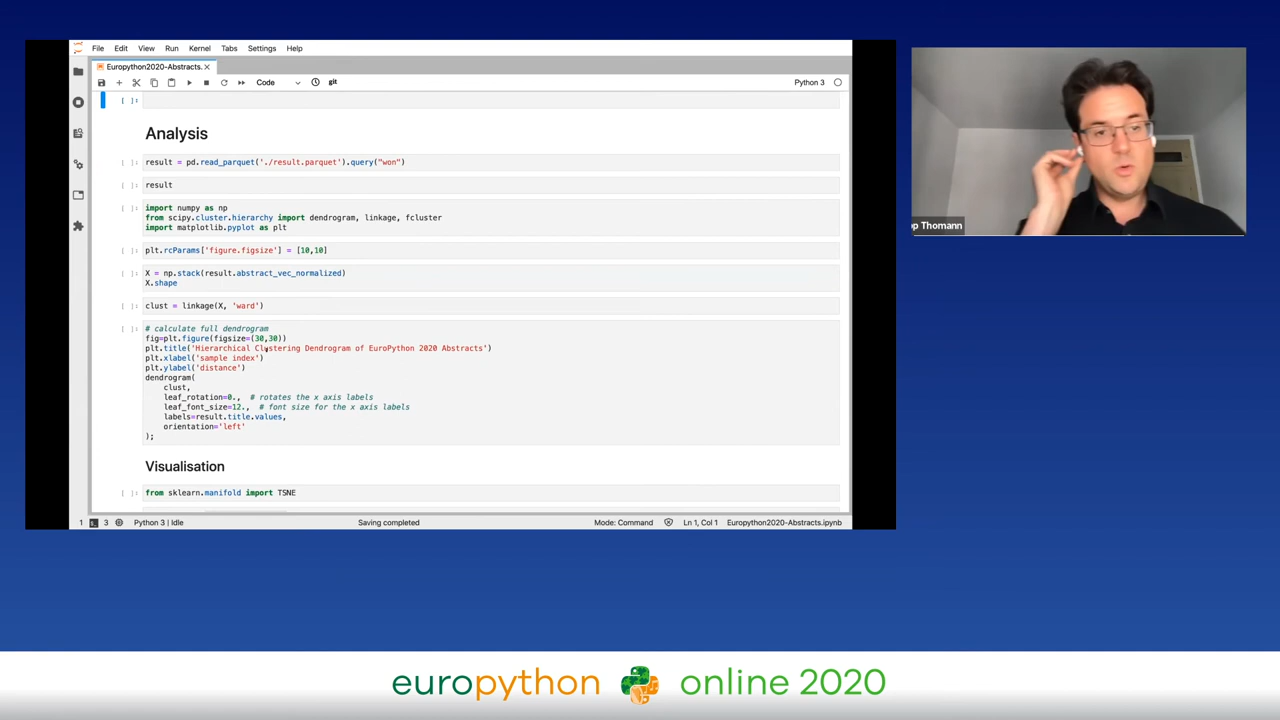 File Edit View Run Kernel Tabs Settings Help
Europython2020-Abstracts.
Code
git
Python 3
[ ]:
Analysis
[ ]: result = pd.read_parquet('./result.parquet').query("won")
[ ]: result
[ ]: import numpy as np
from scipy.cluster.hierarchy import dendrogram, linkage, fcluster
import matplotlib.pyplot as plt
[ ]: plt.rcParams['figure.figsize'] = [10,10]
[ ]: X = np.stack(result.abstract_vec_normalized)
X.shape
[ ]: clust = linkage(X, 'ward')
[ ]: # calculate full dendrogram
fig=plt.figure(figsize=(30,30))
plt.title('Hierarchical Clustering Dendrogram of EuroPython 2020 Abstracts')
plt.xlabel('sample index')
plt.ylabel('distance')
dendrogram(
clust,
leaf_rotation=0., # rotates the x axis labels
leaf_font_size=12., # font size for the x axis labels
labels=result.title.values,
orientation='left'
);
Visualisation
[ ]: from sklearn.manifold import TSNE
1 3 Python 3 | Idle Saving completed Mode: Command Ln 1, Col 1 Europython2020-Abstracts.ipynb
op Thomann
europython online 2020